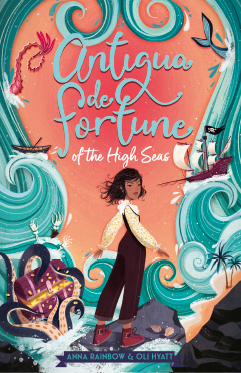 Antigua
de
fortune
of the High Seas
ANNA RAINBOW & OLI HYATT